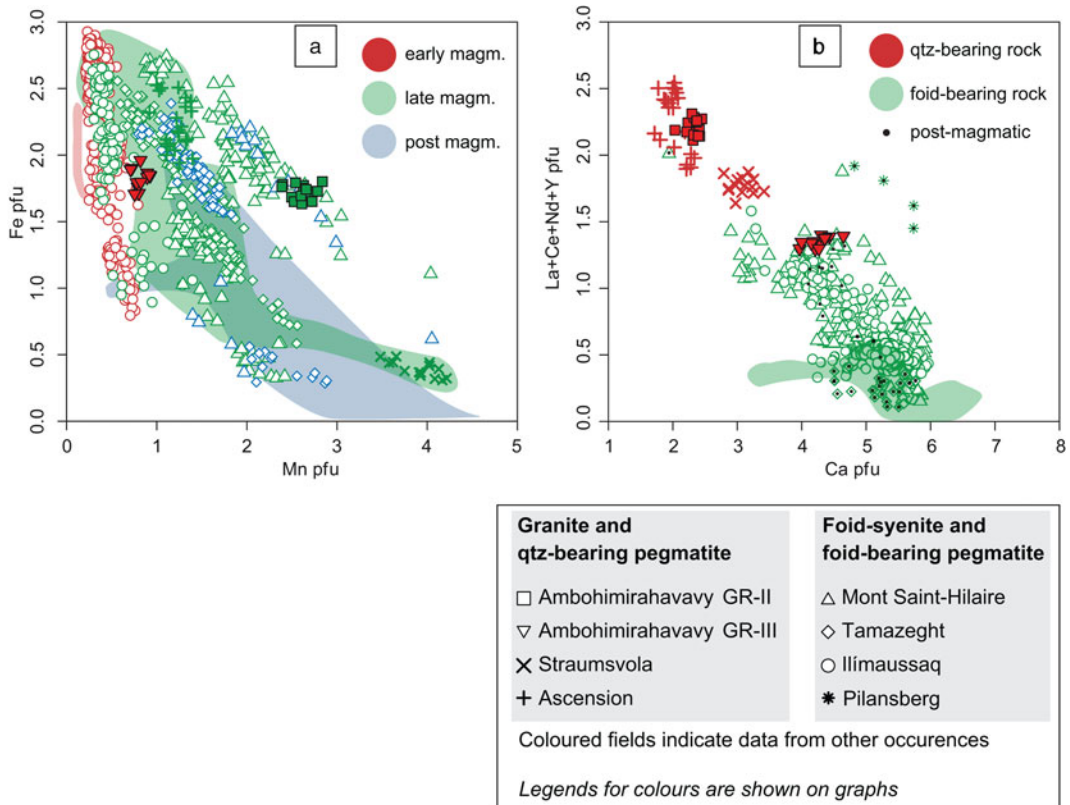 a
early magm.
late magm.
post magm.
Fe pfu
3.0
2.5
2.0
1.5
1.0
0.5
0.0
0 1 2 3 4 5
Mn pfu
b
qtz-bearing rock
foid-bearing rock
post-magmatic
La+Ce+Nd+Y pfu
3.0
2.5
2.0
1.5
1.0
0.5
0.0
1 2 3 4 5 6 7 8
Ca pfu
Granite and
qtz-bearing pegmatite
Ambohimirahavavy GR-II
Ambohimirahavavy GR-III
Straumsvola
Ascension
Foid-syenite and
foid-bearing pegmatite
Mont Saint-Hilaire
Tamazeght
Ilímaussaq
Pilansberg
Coloured fields indicate data from other occurences
Legends for colours are shown on graphs